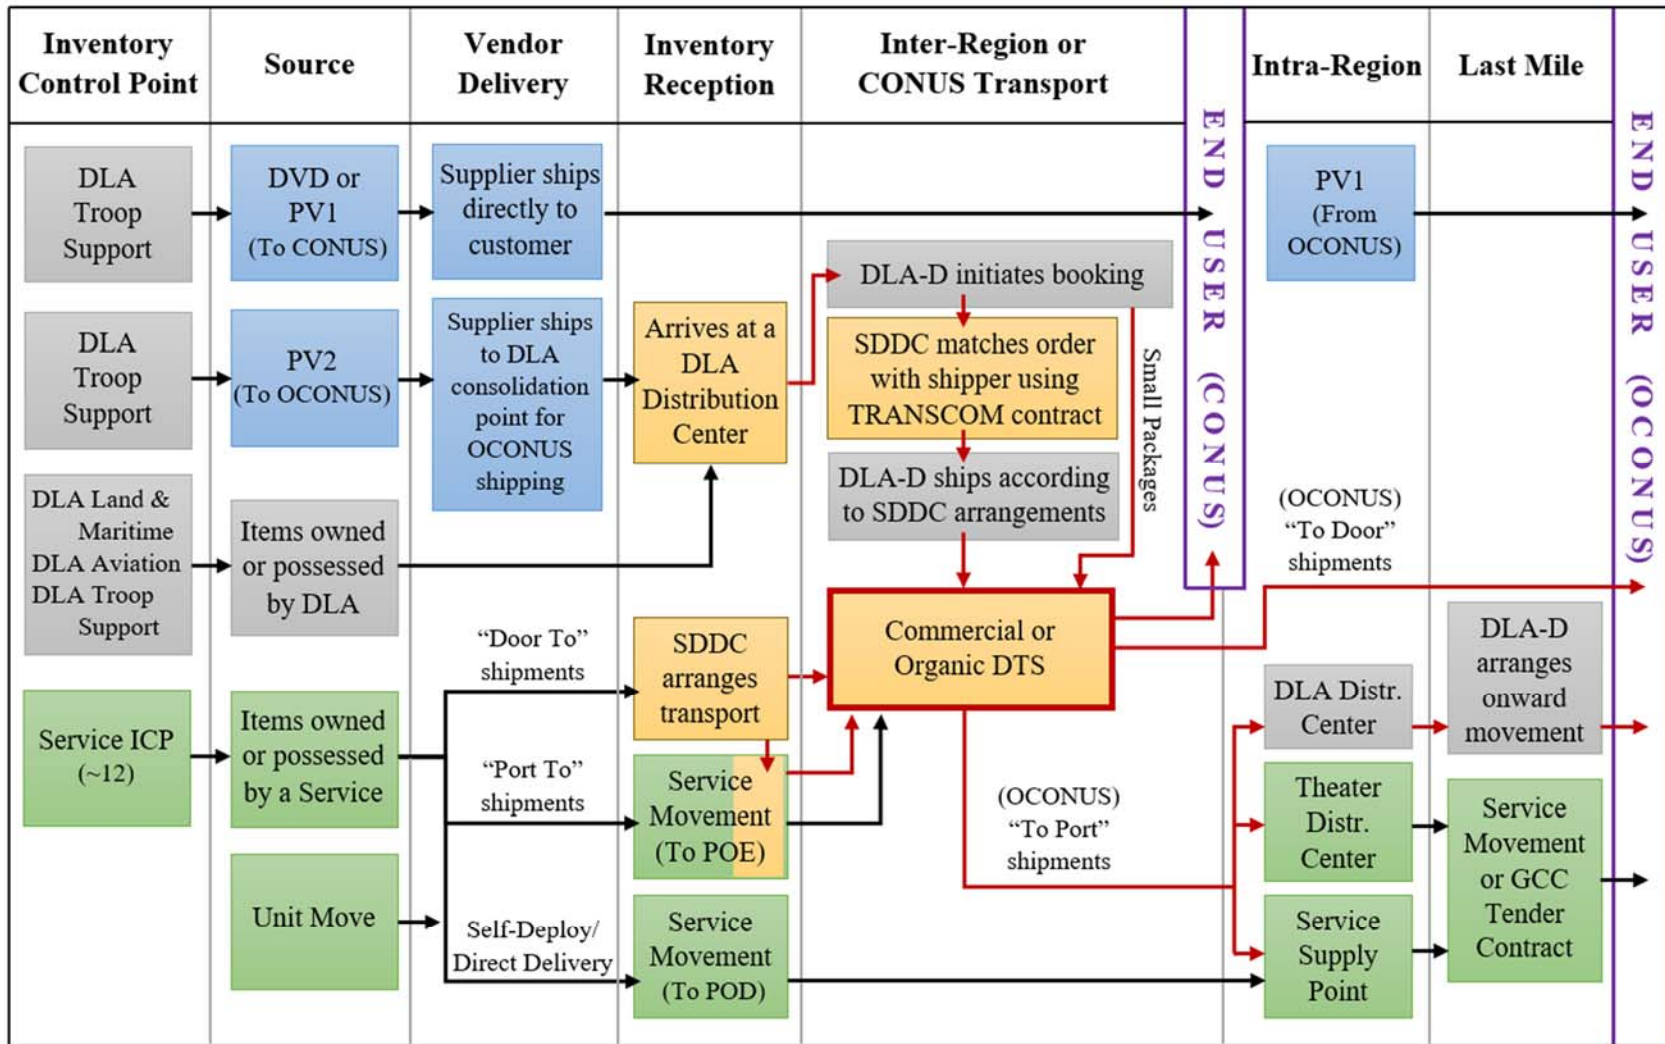 Inventory
Control Point
Source
Vendor
Delivery
Inventory
Reception
Inter-Region or
CONUS Transport
Intra-Region
Last Mile
DLA
Troop
Support
DVD or
PV1
(To CONUS)
Supplier ships
directly to
customer
END USER (CONUS)
PV1
(From
OCONUS)
END USER (OCONUS)
DLA
Troop
Support
PV2
(To OCONUS)
Supplier ships
to DLA
consolidation
point for
OCONUS
shipping
Arrives at a
DLA
Distribution
Center
DLA-D initiates booking
SDDC matches order
with shipper using
TRANSCOM contract
DLA-D ships according
to SDDC arrangements
Small Packages
DLA Land &
Maritime
DLA Aviation
DLA Troop
Support
Items owned
or possessed
by DLA
Commercial or
Organic DTS
(OCONUS)
“To Door”
shipments
Service ICP
(~12)
Items owned
or possessed
by a Service
Unit Move
“Door To”
shipments
“Port To”
shipments
Self-Deploy/
Direct Delivery
SDDC
arranges
transport
Service
Movement
(To POE)
Service
Movement
(To POD)
(OCONUS)
“To Port”
shipments
DLA Distr.
Center
Theater
Distr.
Center
Service
Supply
Point
DLA-D
arranges
onward
movement
Service
Movement
or GCC
Tender
Contract